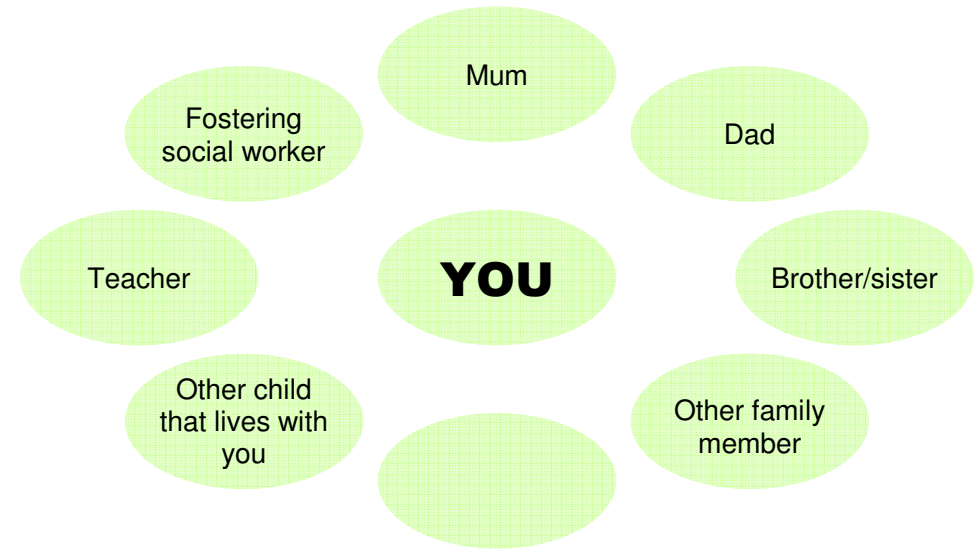 Mum
Fostering
social worker
Dad
Teacher
YOU
Brother/sister
Other child
that lives with
you
Other family
member